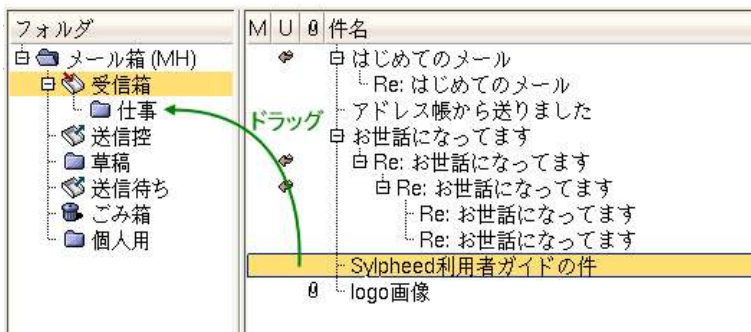 フォルダ
メール箱 (MH)
受信箱
仕事
送信控
草稿
送信待ち
ごみ箱
個人用
ドラッグ
M U 件名
はじめてのメール
Re: はじめてのメール
アドレス帳から送りました
お世話になってます
Re: お世話になってます
Re: お世話になってます
Re: お世話になってます
Re: お世話になってます
Sylpheed利用者ガイドの件
logo画像